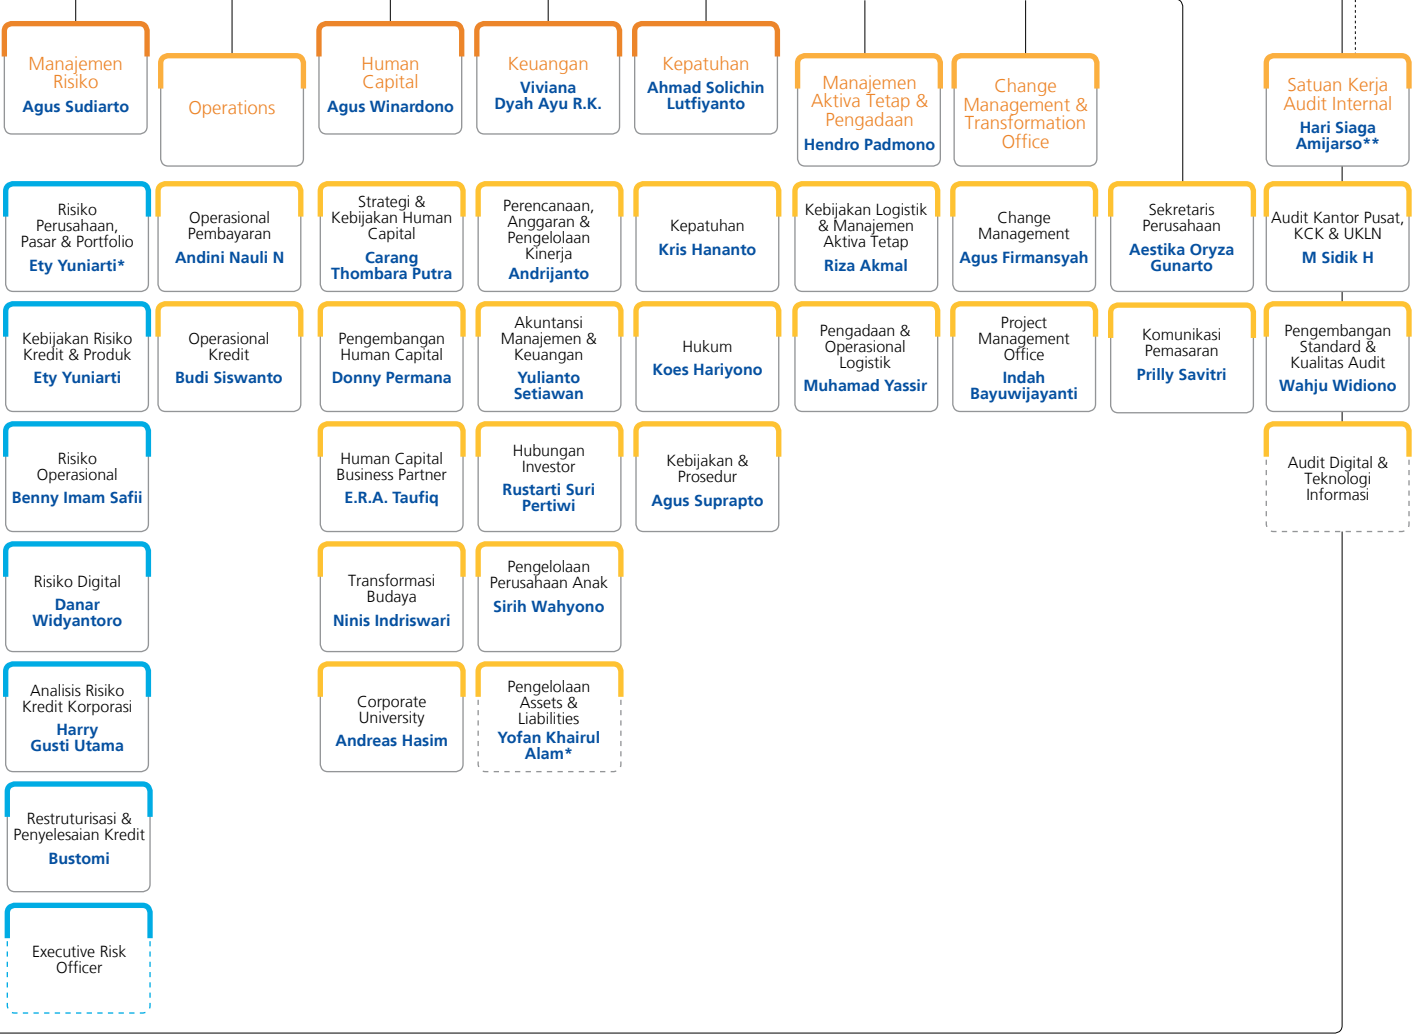 Manajemen
Risiko
Agus Sudiarto
Operations
Human
Capital
Agus Winardono
Keuangan
Viviana
Dyah Ayu R.K.
Kepatuhan
Ahmad Solichin
Lutfiyanto
Manajemen
Aktiva Tetap &
Pengadaan
Hendro Padmono
Change
Management &
Transformation
Office
Satuan Kerja
Audit Internal
Hari Siaga
Amijarso**
Risiko
Perusahaan,
Pasar & Portfolio
Ety Yuniarti*
Operasional
Pembayaran
Andini Nauli N
Strategi &
Kebijakan Human
Capital
Carang
Thombara Putra
Perencanaan,
Anggaran &
Pengelolaan
Kinerja
Andrijanto
Kepatuhan
Kris Hananto
Kebijakan Logistik
& Manajemen
Aktiva Tetap
Riza Akmal
Change
Management
Agus Firmansyah
Sekretaris
Perusahaan
Aestika Oryza
Gunarto
Audit Kantor Pusat,
KCK & UKLN
M Sidik H
Kebijakan Risiko
Kredit & Produk
Ety Yuniarti
Operasional
Kredit
Budi Siswanto
Pengembangan
Human Capital
Donny Permana
Akuntansi
Manajemen &
Keuangan
Yulianto
Setiawan
Hukum
Koes Hariyono
Pengadaan &
Operasional
Logistik
Muhamad Yassir
Project
Management
Office
Indah
Bayuwijayanti
Komunikasi
Pemasaran
Prilly Savitri
Pengembangan
Standard &
Kualitas Audit
Wahju Widiono
Risiko
Operasional
Benny Imam Safii
Human Capital
Business Partner
E.R.A. Taufiq
Hubungan
Investor
Rustarti Suri
Pertiwi
Kebijakan &
Prosedur
Agus Suprapto
Audit Digital &
Teknologi
Informasi
Risiko Digital
Danar
Widyantoro
Transformasi
Budaya
Ninis Indriswari
Pengelolaan
Perusahaan Anak
Sirih Wahyono
Analisis Risiko
Kredit Korporasi
Harry
Gusti Utama
Corporate
University
Andreas Hasim
Pengelolaan
Assets &
Liabilities
Yofan Khairul
Alam*
Restruturisasi &
Penyelesaian Kredit
Bustomi
Executive Risk
Officer